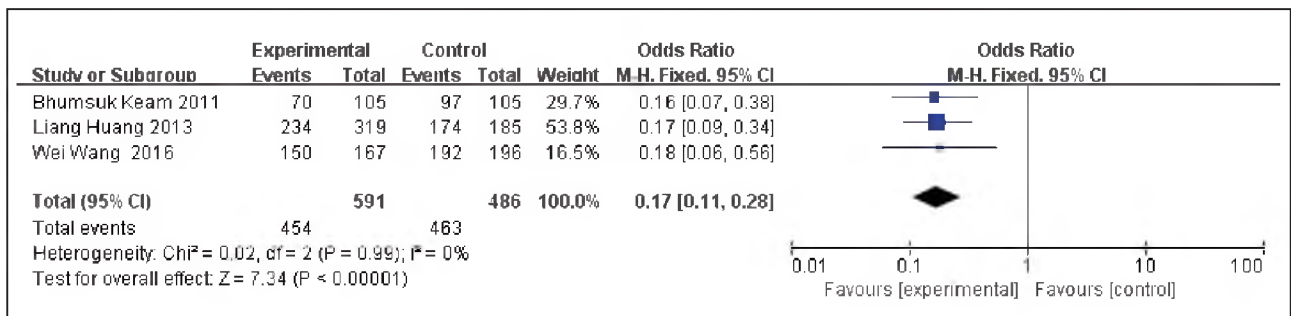 Experimental Control Odds Ratio Odds Ratio
Study or Subgroup Events Total Events Total Weight M-H. Fixed. 95% CI M-H. Fixed. 95% CI
Bhumsuk Keam 2011 70 105 97 105 29.7% 0.16 [0.07, 0.38]
Liang Huang 2013 234 319 174 185 53.8% 0.17 [0.09, 0.34]
Wei Wang 2016 150 167 192 196 16.5% 0.18 [0.06, 0.56]
Total (95% CI) 591 486 100.0% 0.17 [0.11, 0.28]
Total events 454 463
Heterogeneity: Chi² = 0.02, df = 2 (P = 0.99); I² = 0%
Test for overall effect: Z = 7.34 (P < 0.00001)
0.01 0.1 1 10 100
Favours [experimental] Favours [control]